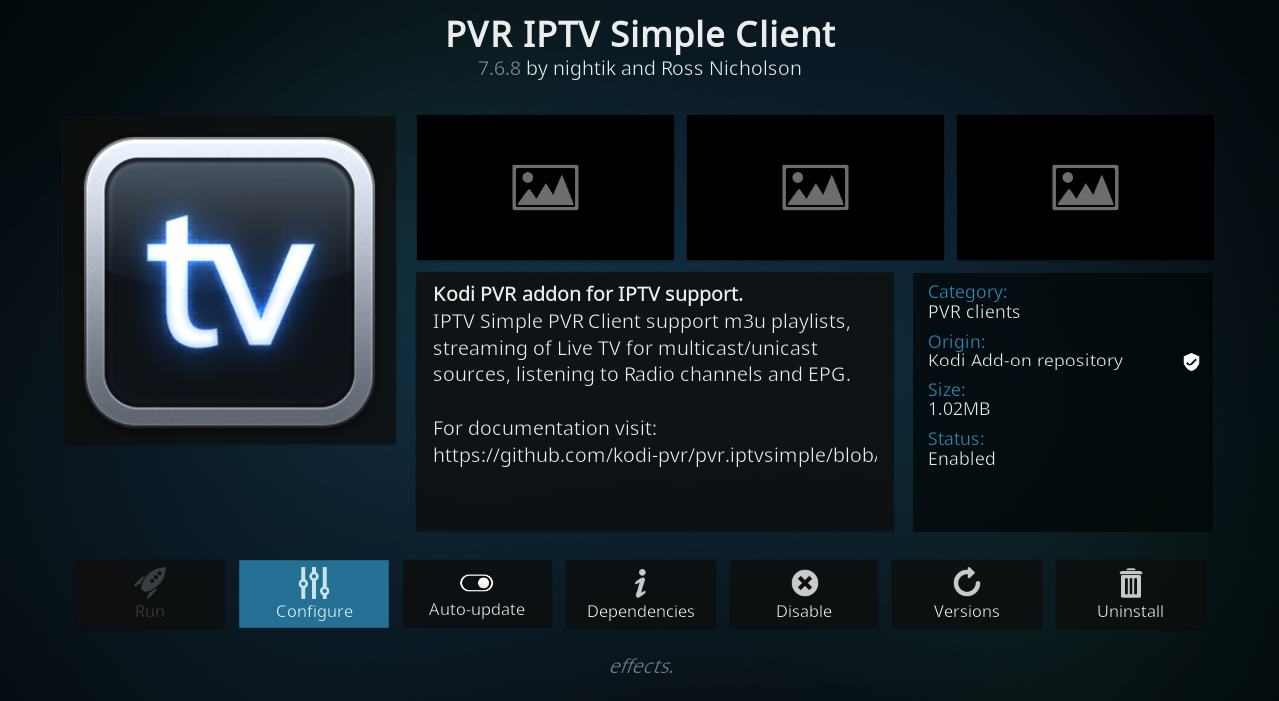 PVR IPTV Simple Client
7.6.8 by nightik and Ross Nicholson
tv
Kodi PVR addon for IPTV support.
IPTV Simple PVR Client support m3u playlists,
streaming of Live TV for multicast/unicast
sources, listening to Radio channels and EPG.
For documentation visit:
https://github.com/kodi-pvr/pvr.iptvsimple/blob/
Category:
PVR clients
Origin:
Kodi Add-on repository
Size:
1.02MB
Status:
Enabled
Run
Configure
Auto-update
Dependencies
Disable
Versions
Uninstall
effects.